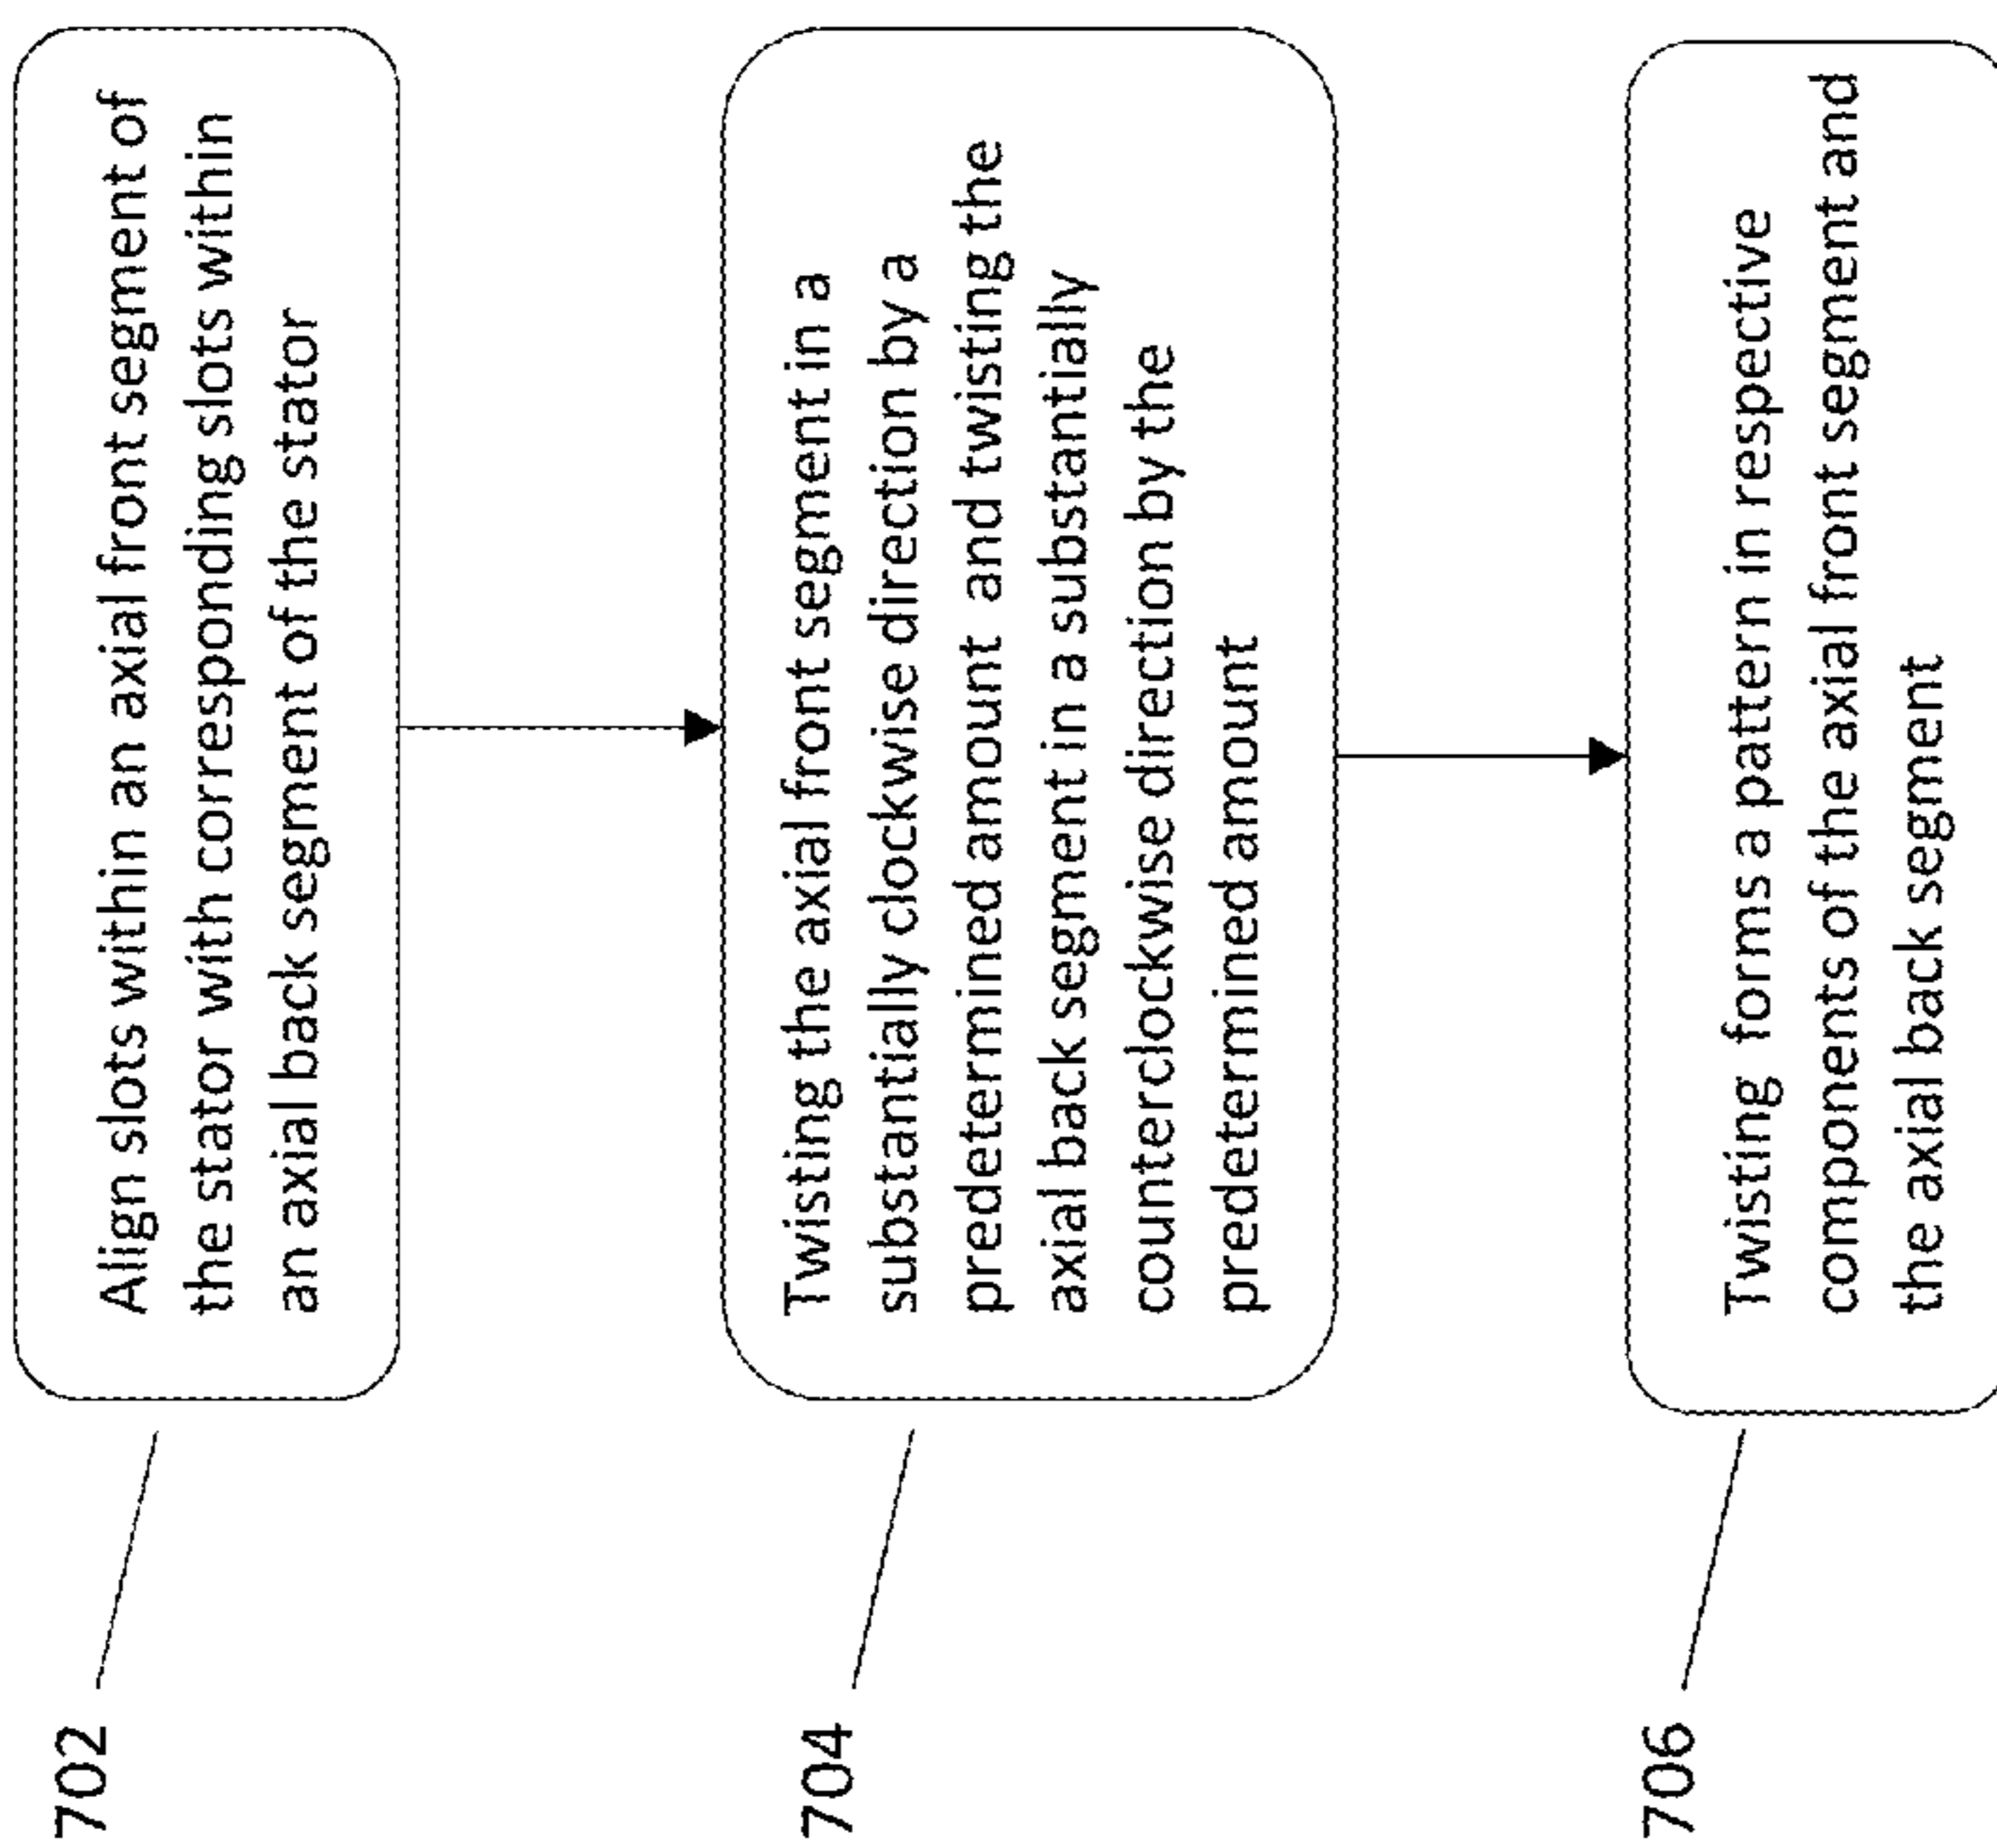 702
Align slots within an axial front segment of
the stator with corresponding slots within
an axial back segment of the stator
704
Twisting the axial front segment in a
substantially clockwise direction by a
predetermined amount and twisting the
axial back segment in a substantially
counterclockwise direction by the
predetermined amount
706
Twisting forms a pattern in respective
components of the axial front segment and
the axial back segment